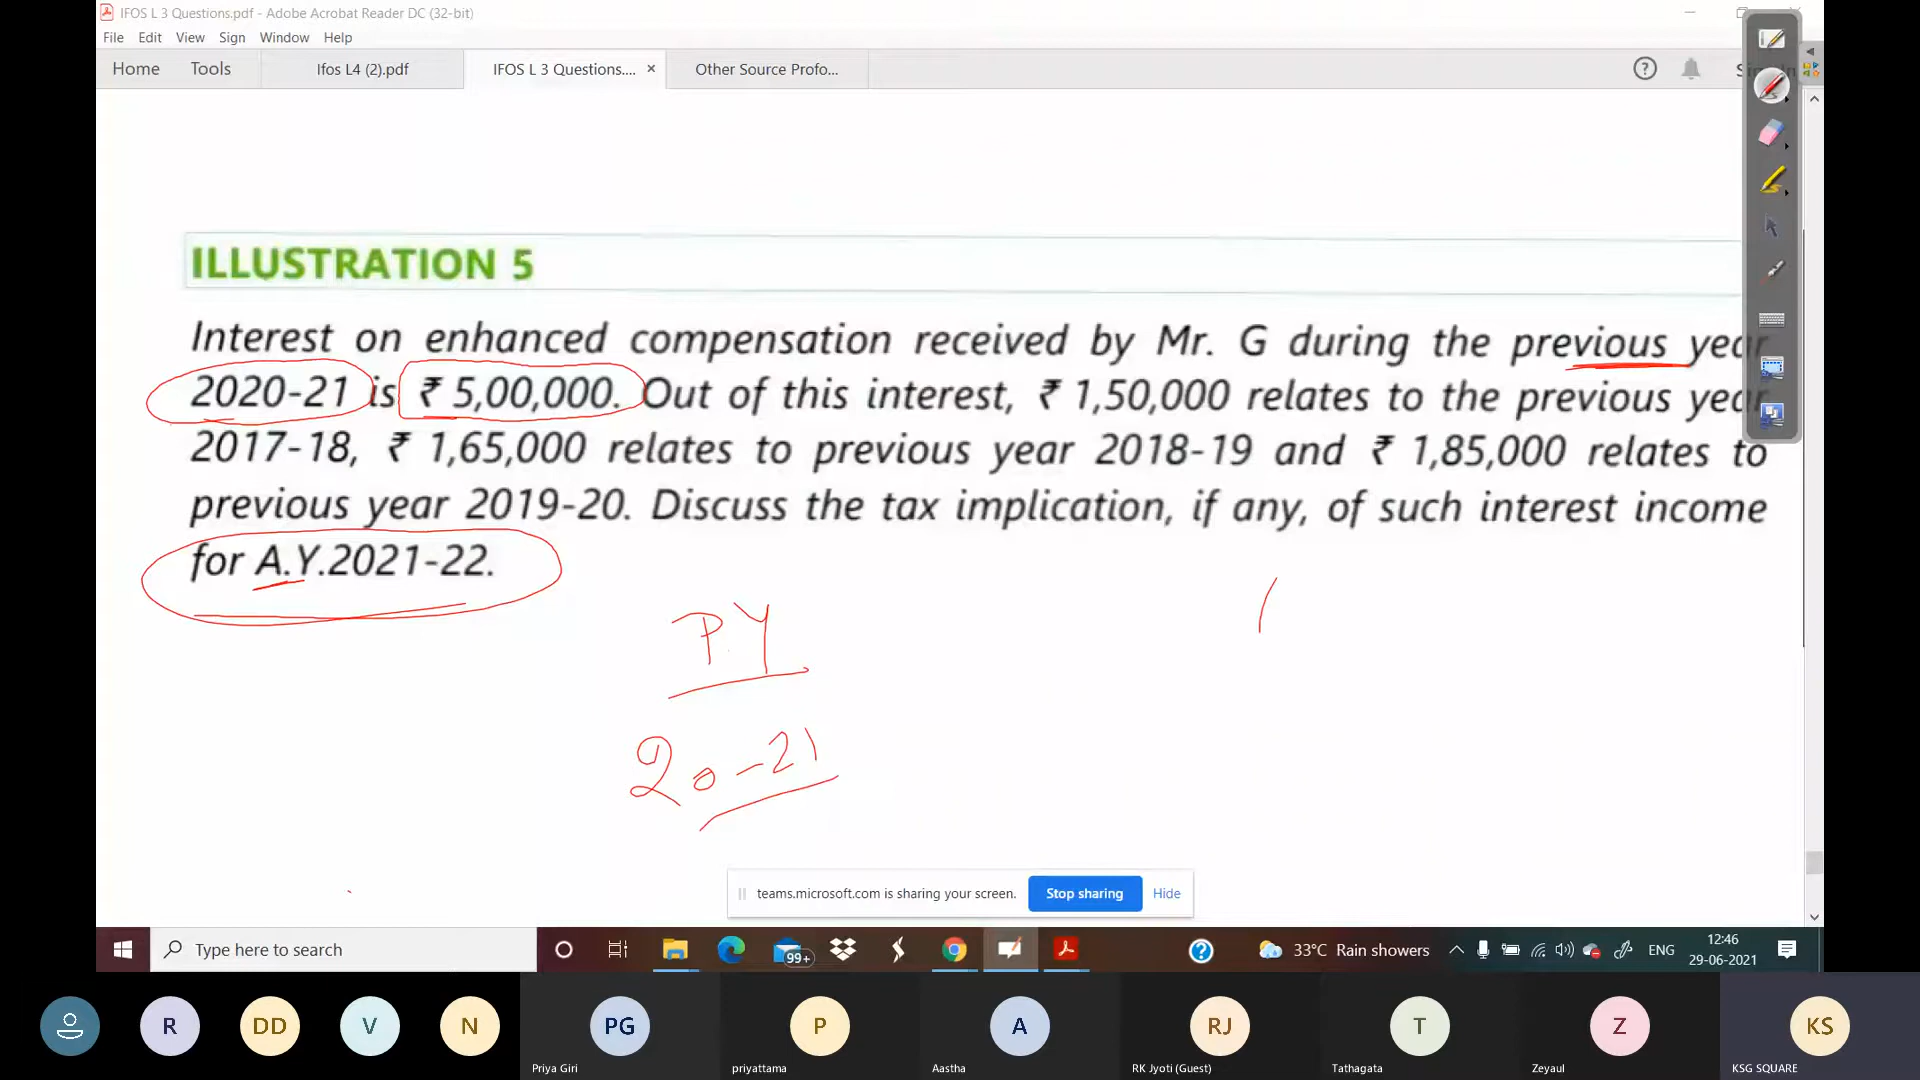 IFOS L 3 Questions.pdf - Adobe Acrobat Reader DC (32-bit)
File Edit View Sign Window Help
Home Tools Ifos L4 (2).pdf IFOS L 3 Questions.... × Other Source Profo...
ILLUSTRATION 5
Interest on enhanced compensation received by Mr. G during the previous year
2020-21 is ₹ 5,00,000. Out of this interest, ₹ 1,50,000 relates to the previous year
2017-18, ₹ 1,65,000 relates to previous year 2018-19 and ₹ 1,85,000 relates to
previous year 2019-20. Discuss the tax implication, if any, of such interest income
for A.Y.2021-22.
P.Y
20-21
teams.microsoft.com is sharing your screen. Stop sharing Hide
Type here to search
99+
33°C Rain showers
ENG
12:46
29-06-2021
R DD V N PG P A RJ T Z KS
Priya Giri priyattama Aastha RK Jyoti (Guest) Tathagata Zeyaul KSG SQUARE